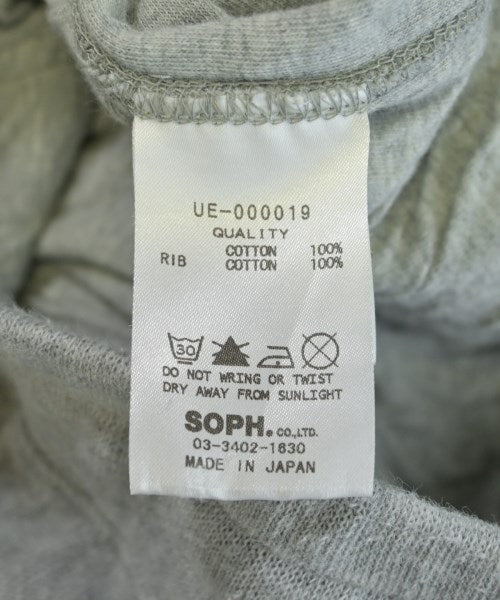 UE-000019
QUALITY
COTTON 100%
RIB COTTON 100%
30
DO NOT WRING OR TWIST
DRY AWAY FROM SUNLIGHT
SOPH. CO.,LTD.
03-3402-1630
MADE IN JAPAN